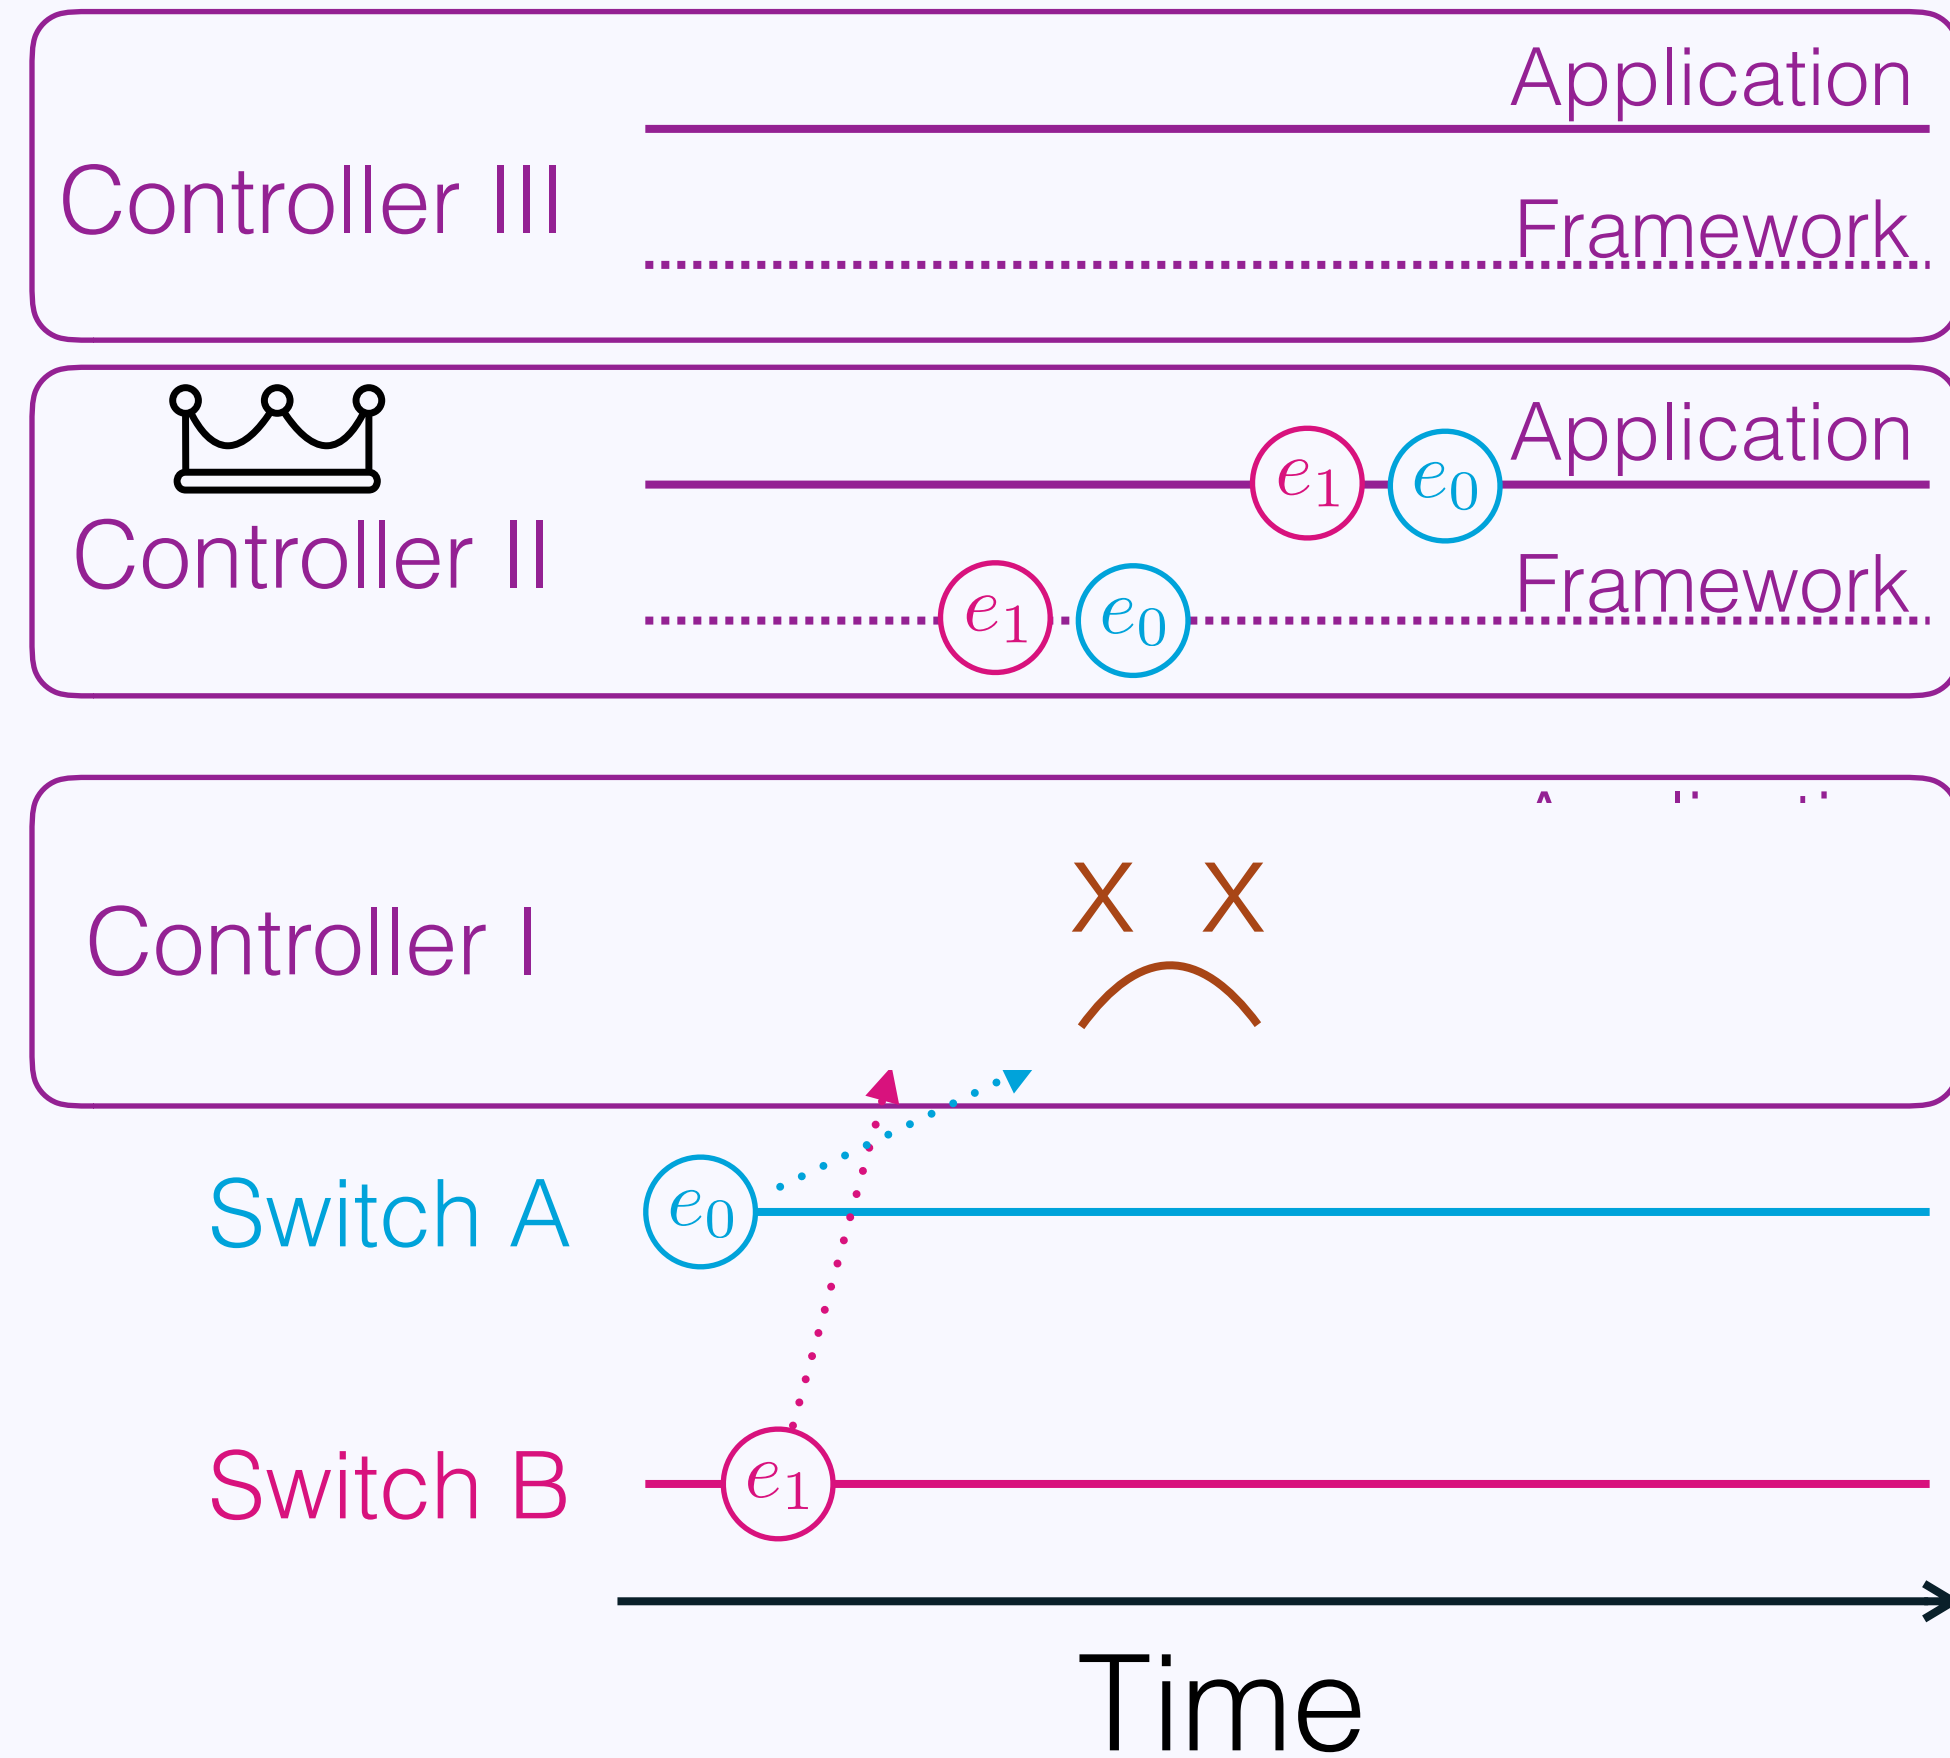 Application
Controller III
Framework
Application
e1 e0
Controller II
Framework
e1 e0
Controller I
X X
Switch A
e0
Switch B
e1
Time